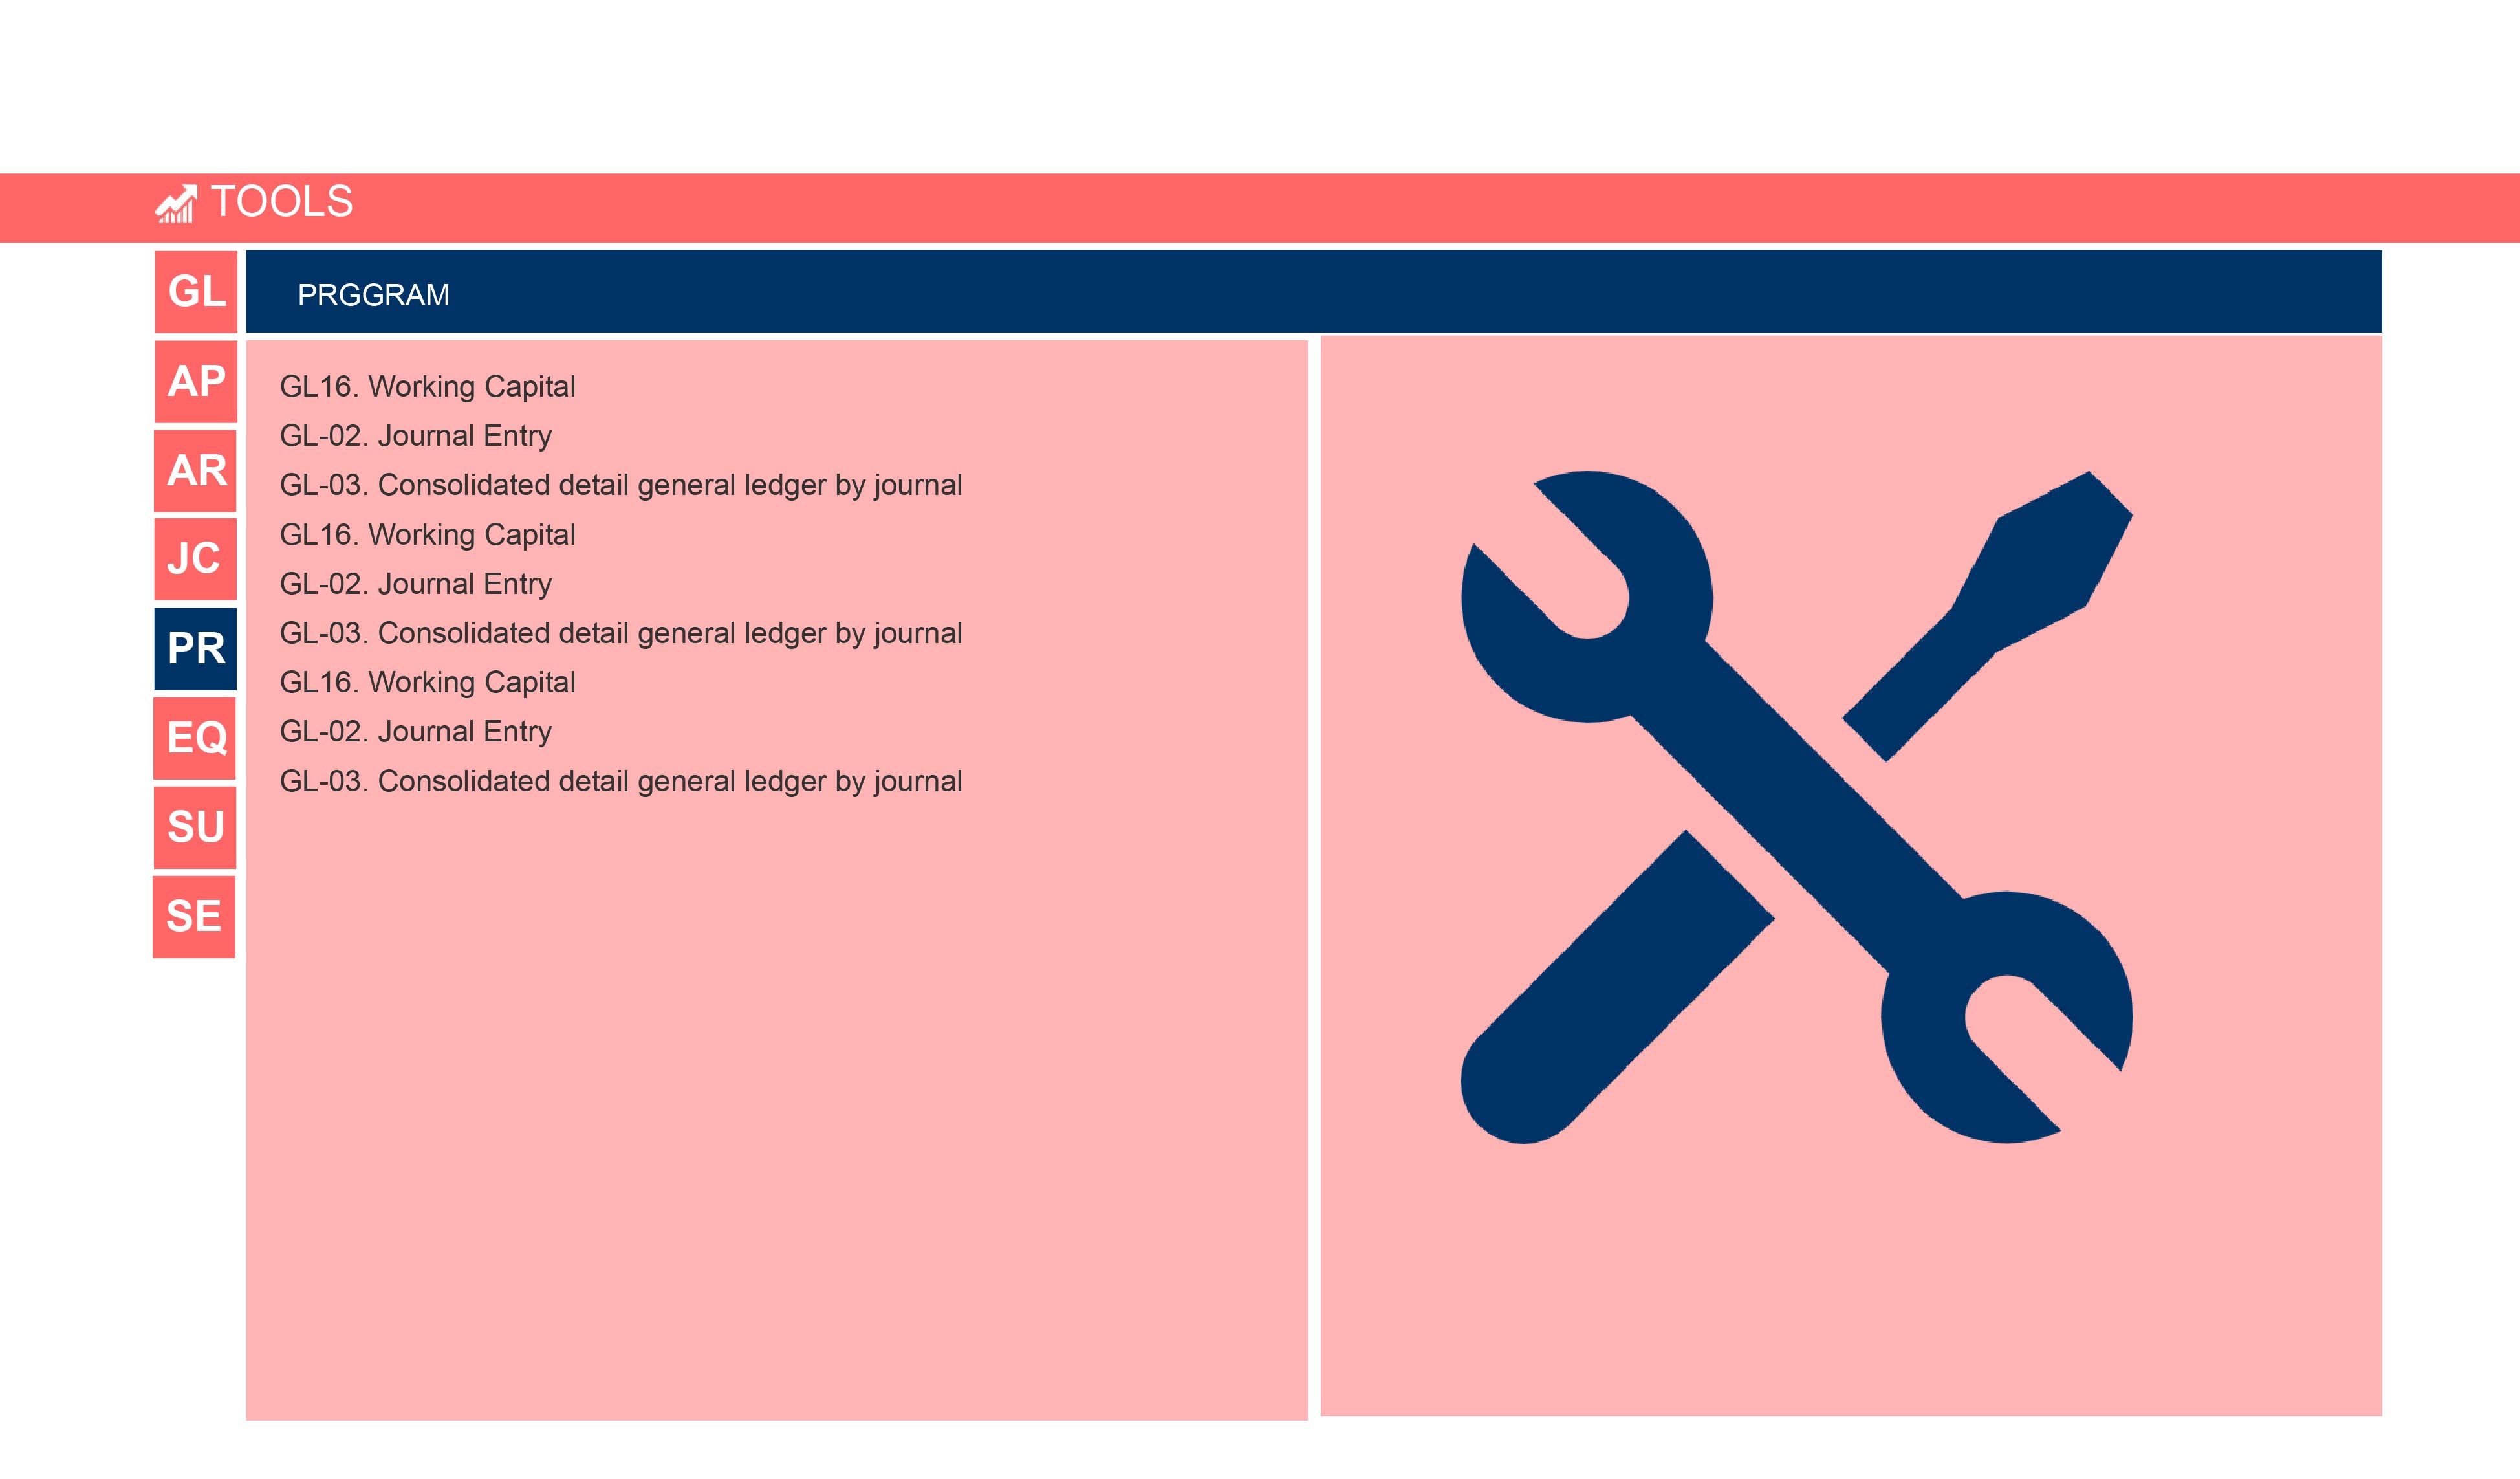 TOOLS
GL
PRGGRAM
AP
AR
JC
PR
EQ
SU
SE
GL16. Working Capital
GL-02. Journal Entry
GL-03. Consolidated detail general ledger by journal
GL16. Working Capital
GL-02. Journal Entry
GL-03. Consolidated detail general ledger by journal
GL16. Working Capital
GL-02. Journal Entry
GL-03. Consolidated detail general ledger by journal